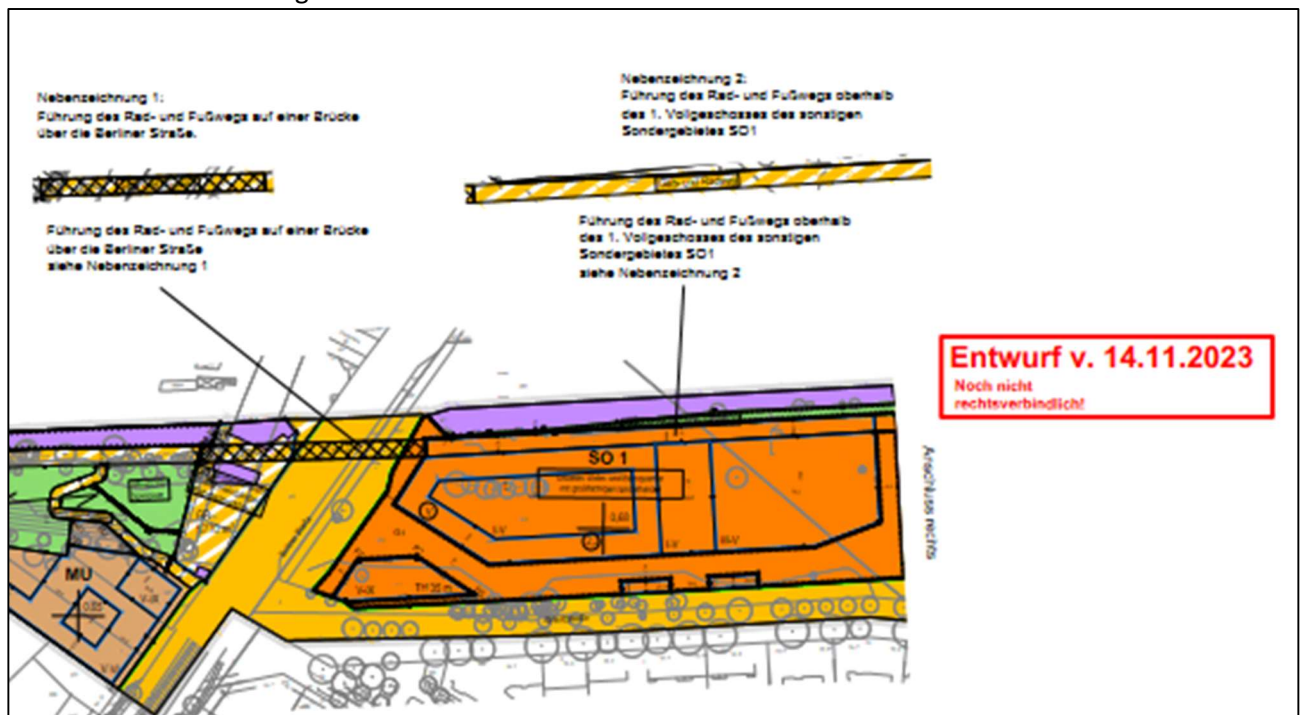 Nebenzeichnung 1:
Führung des Rad- und Fußwegs auf einer Brücke
über die Berliner Straße.
Nebenzeichnung 2:
Führung des Rad- und Fußwegs oberhalb
des 1. Vollgeschosses des sonstigen
Sondergebietes SO1
Führung des Rad- und Fußwegs auf einer Brücke
über die Berliner Straße
siehe Nebenzeichnung 1
Führung des Rad- und Fußwegs oberhalb
des 1. Vollgeschosses des sonstigen
Sondergebietes SO1
siehe Nebenzeichnung 2
Entwurf v. 14.11.2023
Noch nicht
rechtsverbindlich!
Anschluss rechts
SO 1
MU